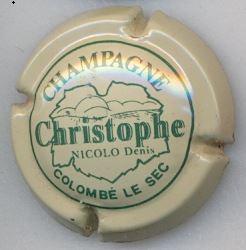 CHAMPAGNE
Christophe
NICOLO Denis
COLOMBÉ LE SEC